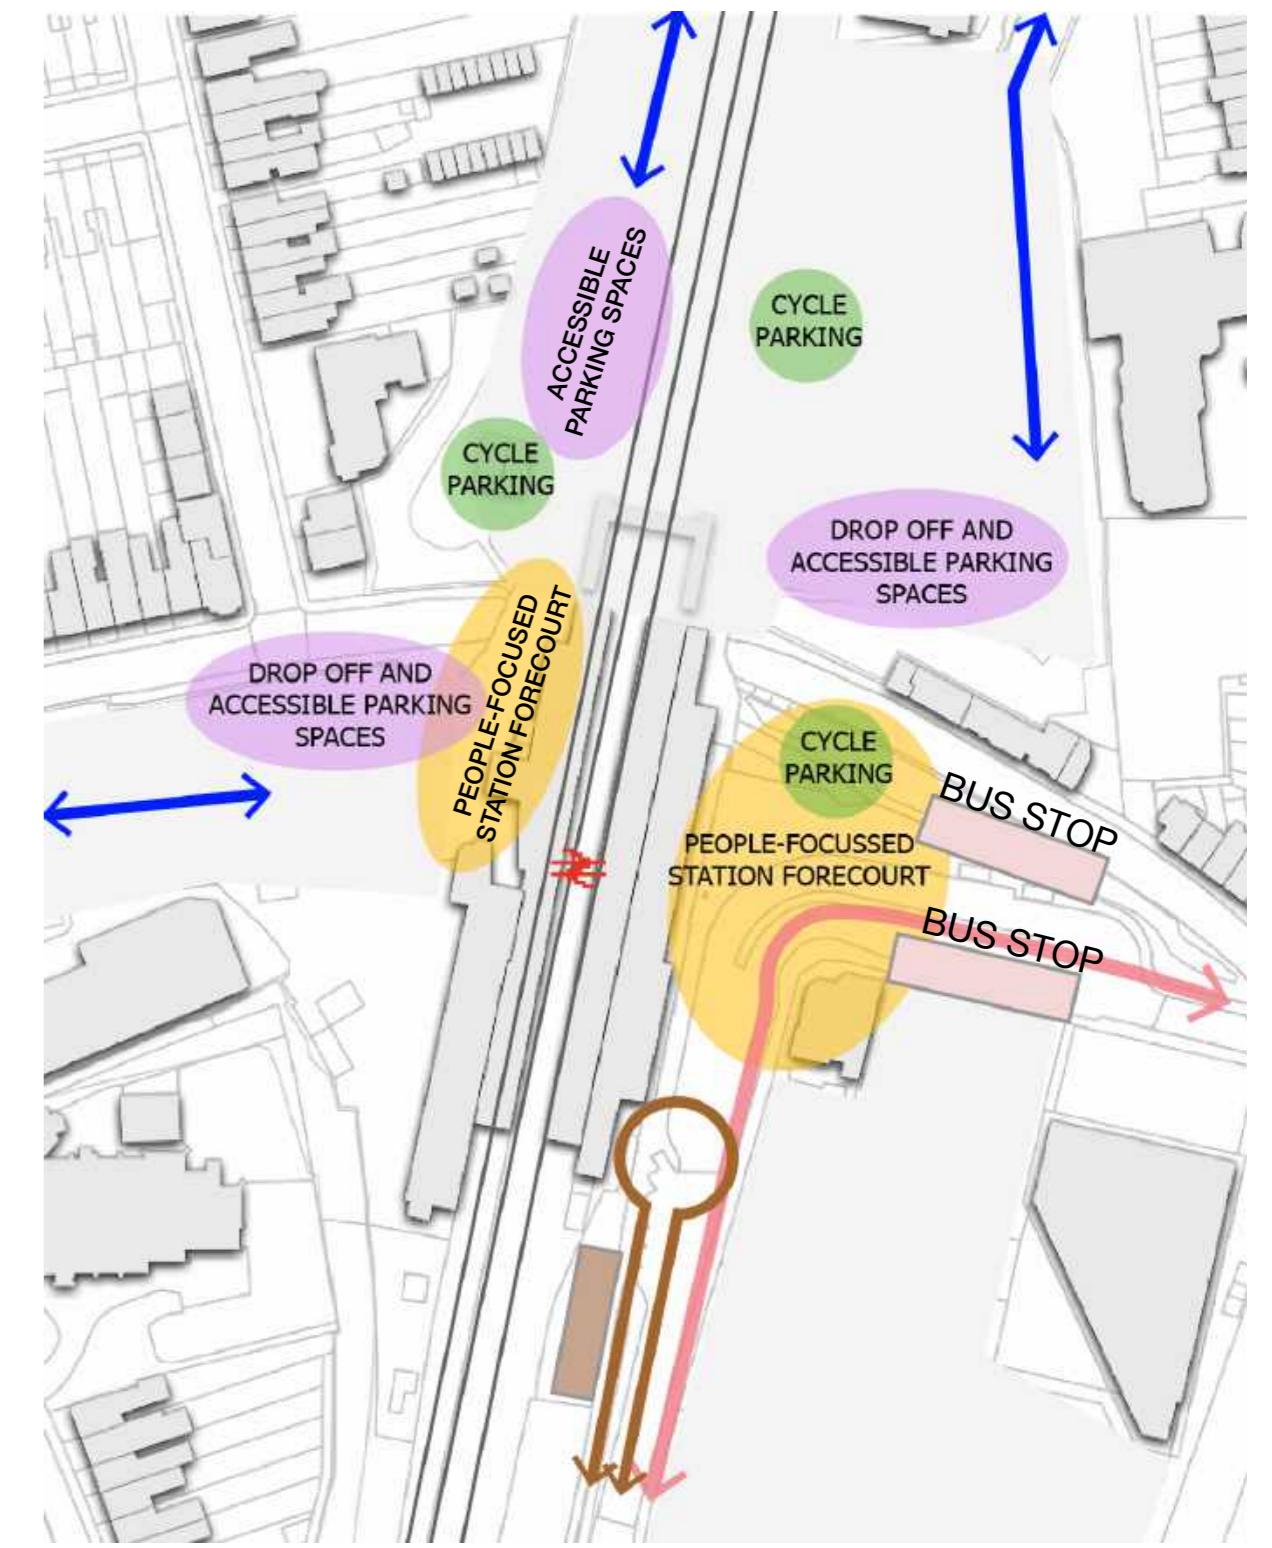 ACCESSIBLE
PARKING SPACES
CYCLE
PARKING
CYCLE
PARKING
DROP OFF AND
ACCESSIBLE PARKING
SPACES
PEOPLE-FOCUSED
STATION FORECOURT
DROP OFF AND
ACCESSIBLE PARKING
SPACES
CYCLE
PARKING
BUS STOP
PEOPLE-FOCUSSED
STATION FORECOURT
BUS STOP